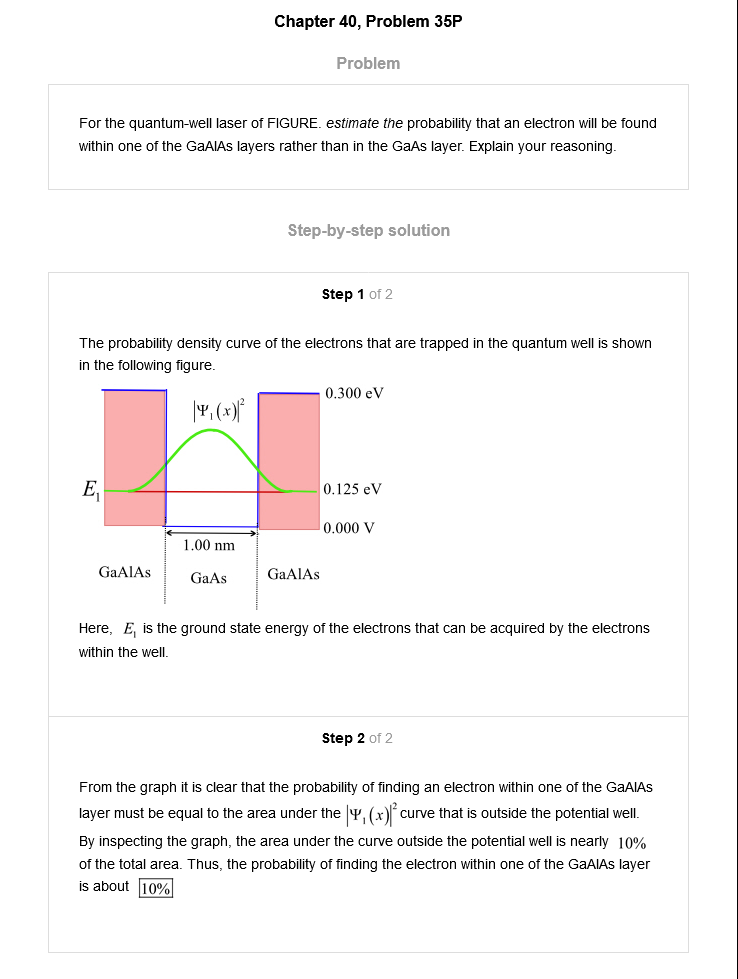 Chapter 40, Problem 35P
Problem
For the quantum-well laser of FIGURE. estimate the probability that an electron will be found
within one of the GaAlAs layers rather than in the GaAs layer. Explain your reasoning.
Step-by-step solution
Step 1 of 2
The probability density curve of the electrons that are trapped in the quantum well is shown
in the following figure.
0.300 eV
|Ψ₁(x)|²
E₁
0.125 eV
0.000 V
1.00 nm
GaAlAs
GaAs
GaAlAs
Here, E₁ is the ground state energy of the electrons that can be acquired by the electrons
within the well.
Step 2 of 2
From the graph it is clear that the probability of finding an electron within one of the GaAlAs
layer must be equal to the area under the |Ψ₁(x)|² curve that is outside the potential well.
By inspecting the graph, the area under the curve outside the potential well is nearly 10%
of the total area. Thus, the probability of finding the electron within one of the GaAlAs layer
is about 10%